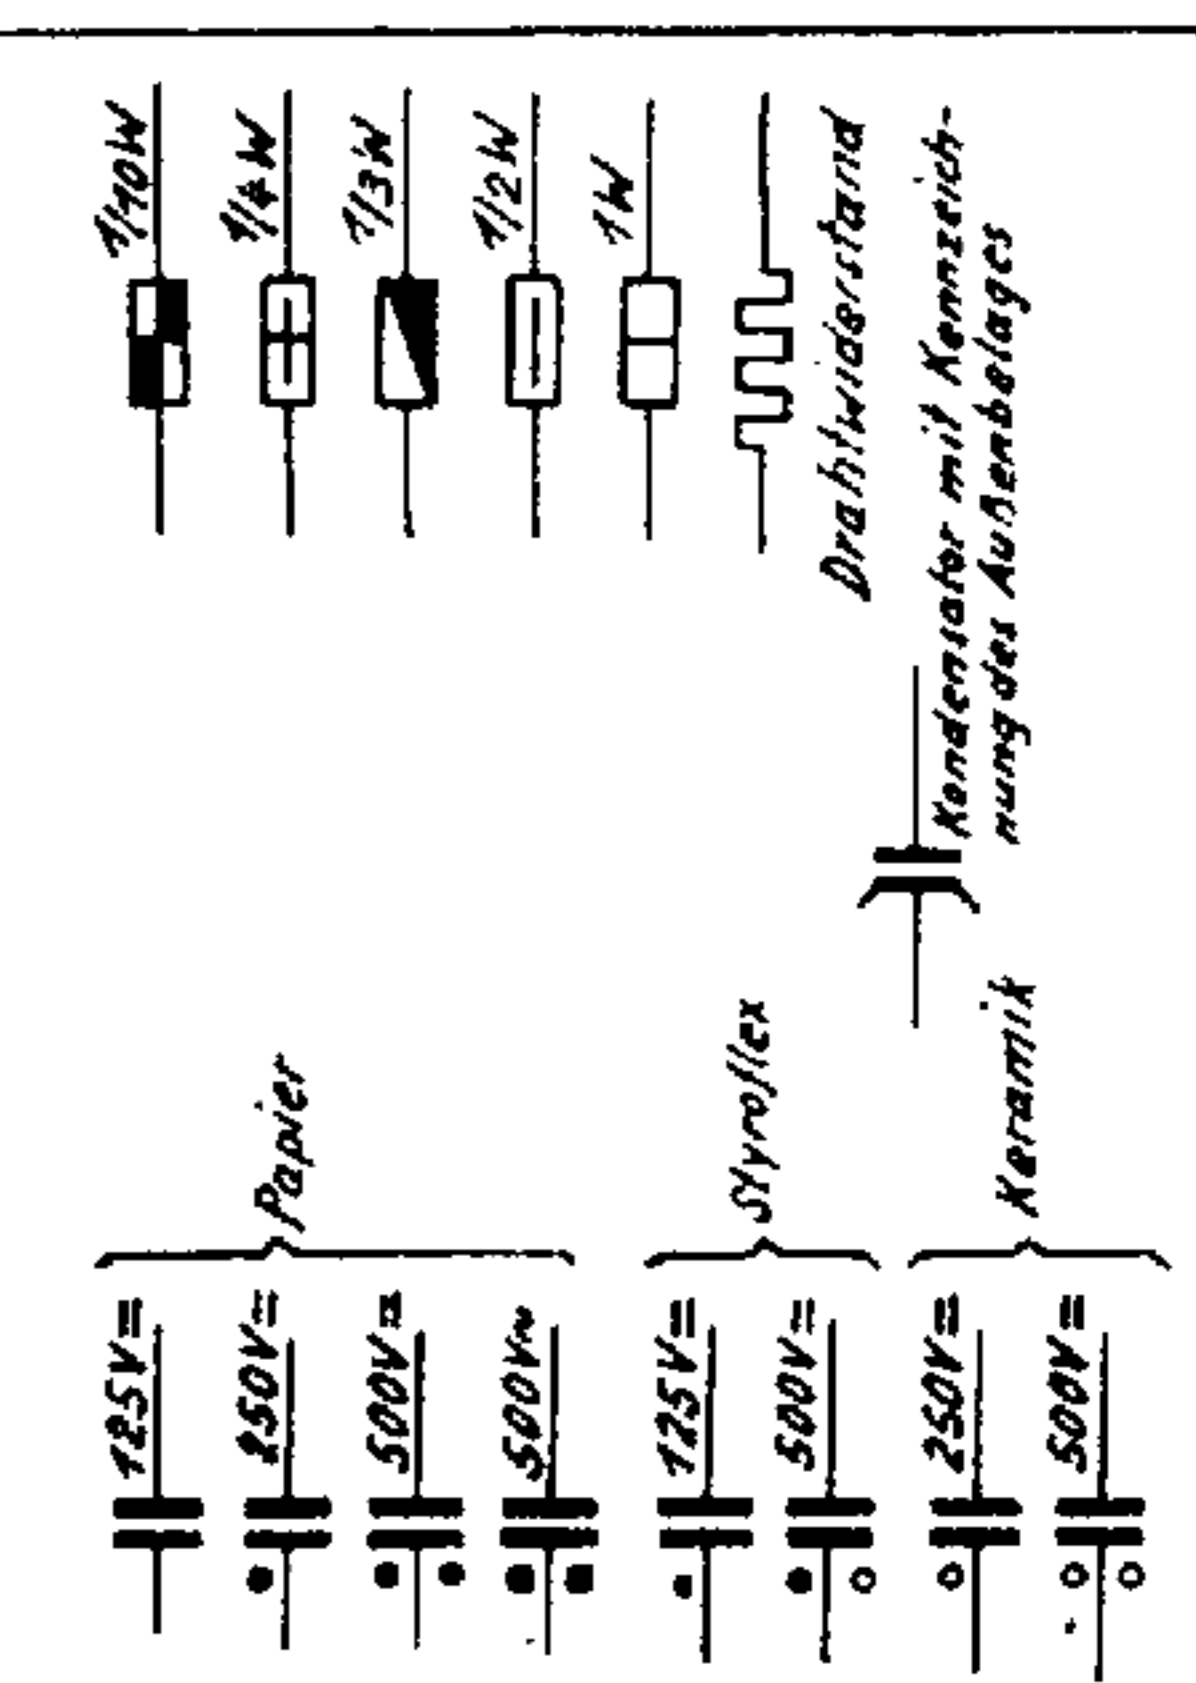 1/10W
1/4W
1/3W
1/2W
1W
Drahtwiderstand
Kondensator mit Kennzeich-
nung des Außenbelages
Papier
125V=
250V=
500V=
500V~
Styroflex
125V=
500V=
Keramik
250V=
500V=